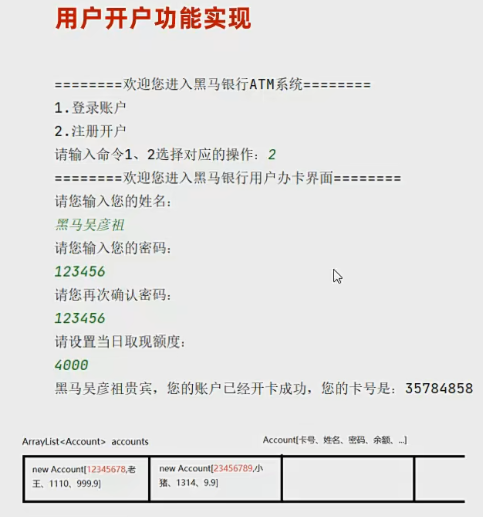 用户开户功能实现
========欢迎您进入黑马银行ATM系统========
1.登录账户
2.注册开户
请输入命令1、2选择对应的操作：2
========欢迎您进入黑马银行用户办卡界面========
请您输入您的姓名：
黑马吴彦祖
请您输入您的密码：
123456
请您再次确认密码：
123456
请设置当日取现额度：
4000
黑马吴彦祖贵宾，您的账户已经开卡成功，您的卡号是：35784858
ArrayList<Account> accounts
Account[卡号、姓名、密码、余额、...]
new Account[12345678,老
王、1110、999.9]
new Account[23456789,小
猪、1314、9.9]